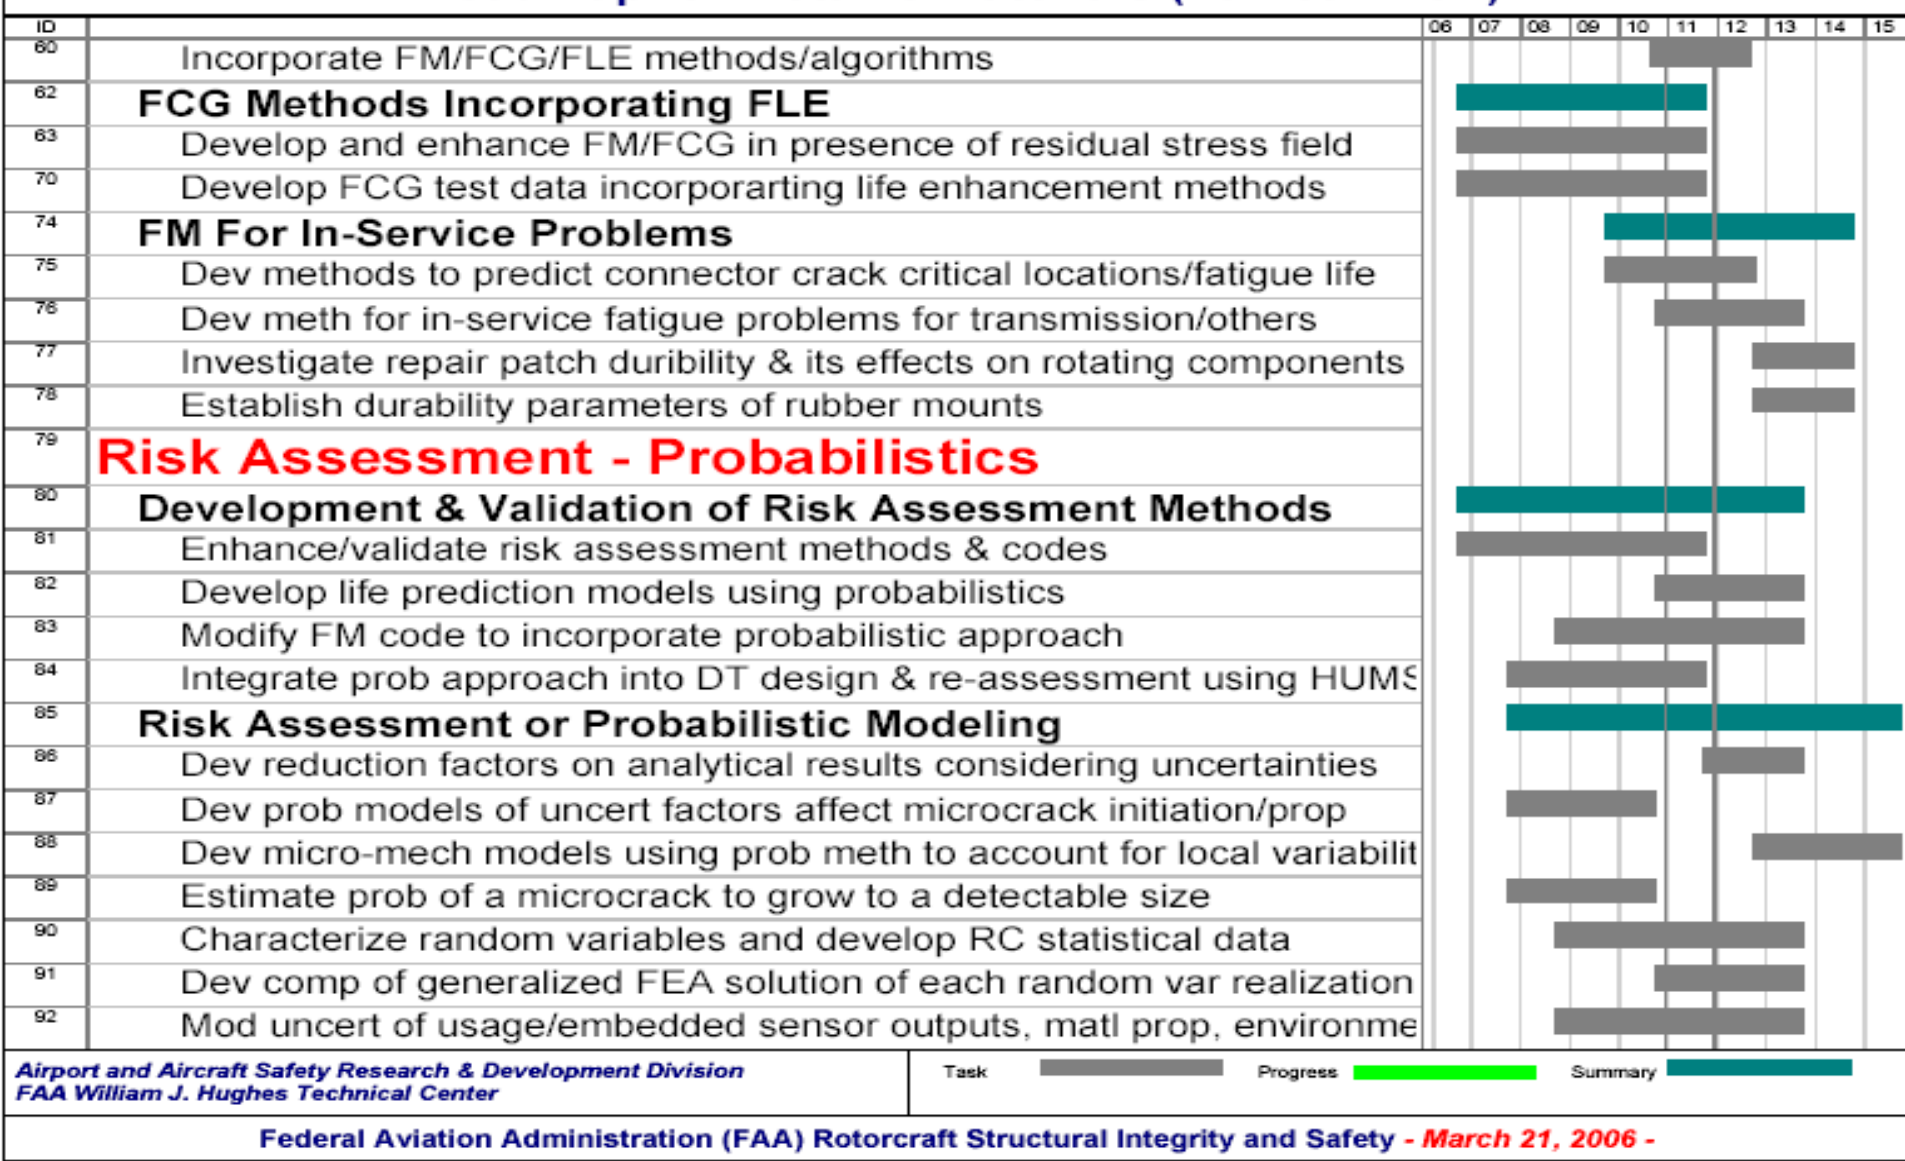 ID 06 07 08 09 10 11 12 13 14 15
60 Incorporate FM/FCG/FLE methods/algorithms
62 FCG Methods Incorporating FLE
63 Develop and enhance FM/FCG in presence of residual stress field
70 Develop FCG test data incorporarting life enhancement methods
74 FM For In-Service Problems
75 Dev methods to predict connector crack critical locations/fatigue life
76 Dev meth for in-service fatigue problems for transmission/others
77 Investigate repair patch duribility & its effects on rotating components
78 Establish durability parameters of rubber mounts
79 Risk Assessment - Probabilistics
80 Development & Validation of Risk Assessment Methods
81 Enhance/validate risk assessment methods & codes
82 Develop life prediction models using probabilistics
83 Modify FM code to incorporate probabilistic approach
84 Integrate prob approach into DT design & re-assessment using HUMS
85 Risk Assessment or Probabilistic Modeling
86 Dev reduction factors on analytical results considering uncertainties
87 Dev prob models of uncert factors affect microcrack initiation/prop
88 Dev micro-mech models using prob meth to account for local variabilit
89 Estimate prob of a microcrack to grow to a detectable size
90 Characterize random variables and develop RC statistical data
91 Dev comp of generalized FEA solution of each random var realization
92 Mod uncert of usage/embedded sensor outputs, matl prop, environme
Airport and Aircraft Safety Research & Development Division
FAA William J. Hughes Technical Center
Task Progress Summary
Federal Aviation Administration (FAA) Rotorcraft Structural Integrity and Safety - March 21, 2006 -